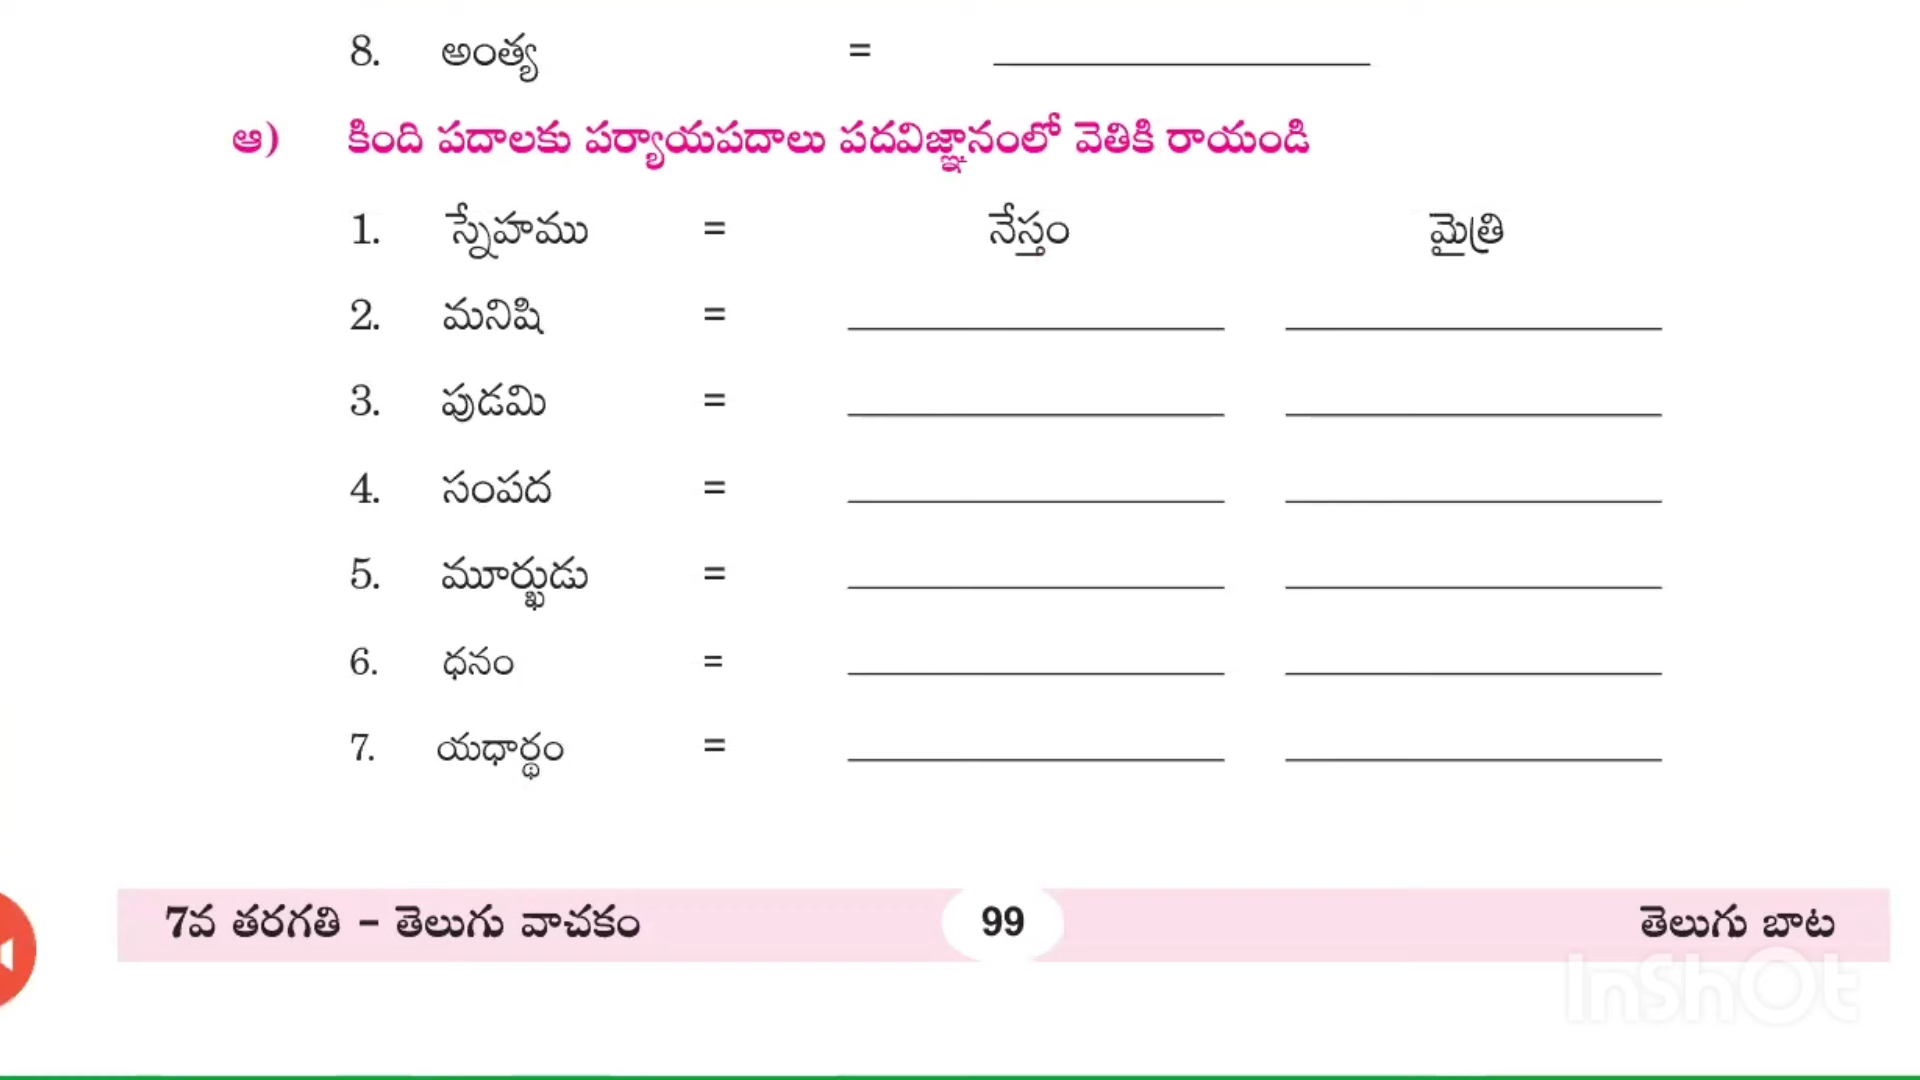 8. అంత్య =
ఆ) కింది పదాలకు పర్యాయపదాలు పదవిజ్ఞానంలో వెతికి రాయండి
1. స్నేహము = నేస్తం మైత్రి
2. మనిషి =
3. పుడమి =
4. సంపద =
5. మూర్ఖుడు =
6. ధనం =
7. యధార్థం =
7వ తరగతి - తెలుగు వాచకం 99 తెలుగు బాట
InShOt